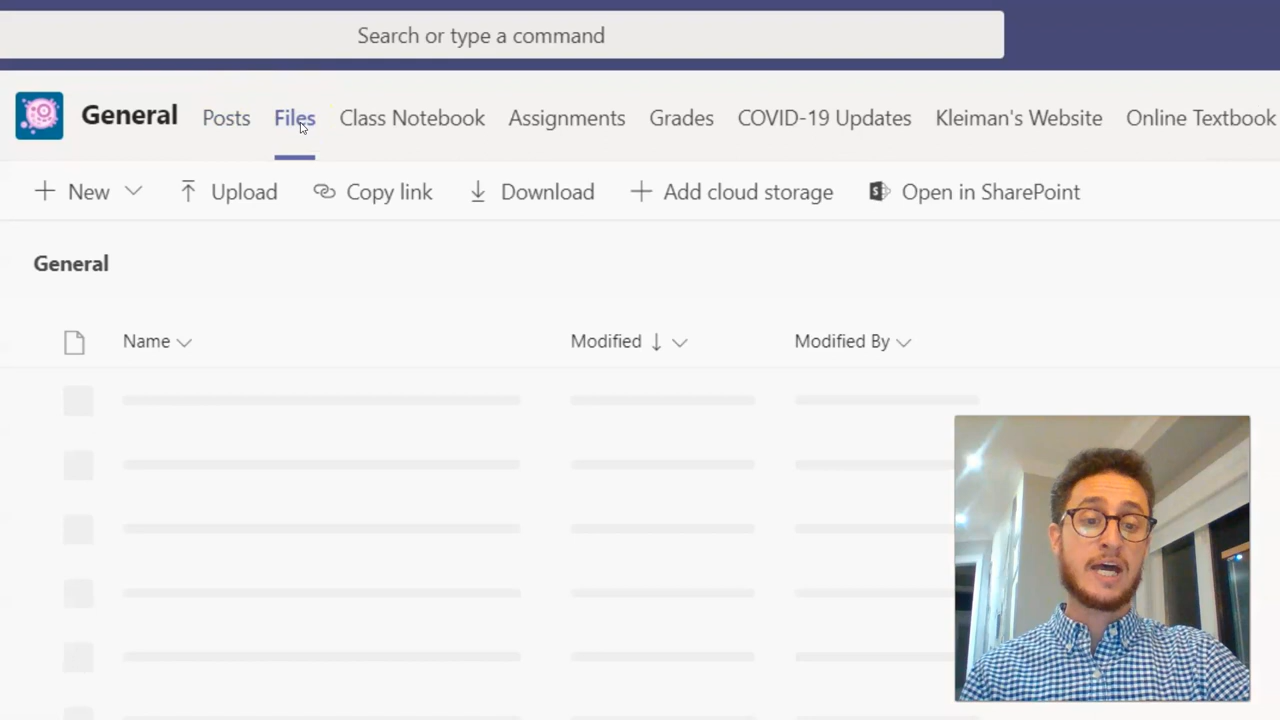 Search or type a command
General Posts Files Class Notebook Assignments Grades COVID-19 Updates Kleiman's Website Online Textbook
New Upload Copy link Download Add cloud storage Open in SharePoint
General
Name Modified Modified By